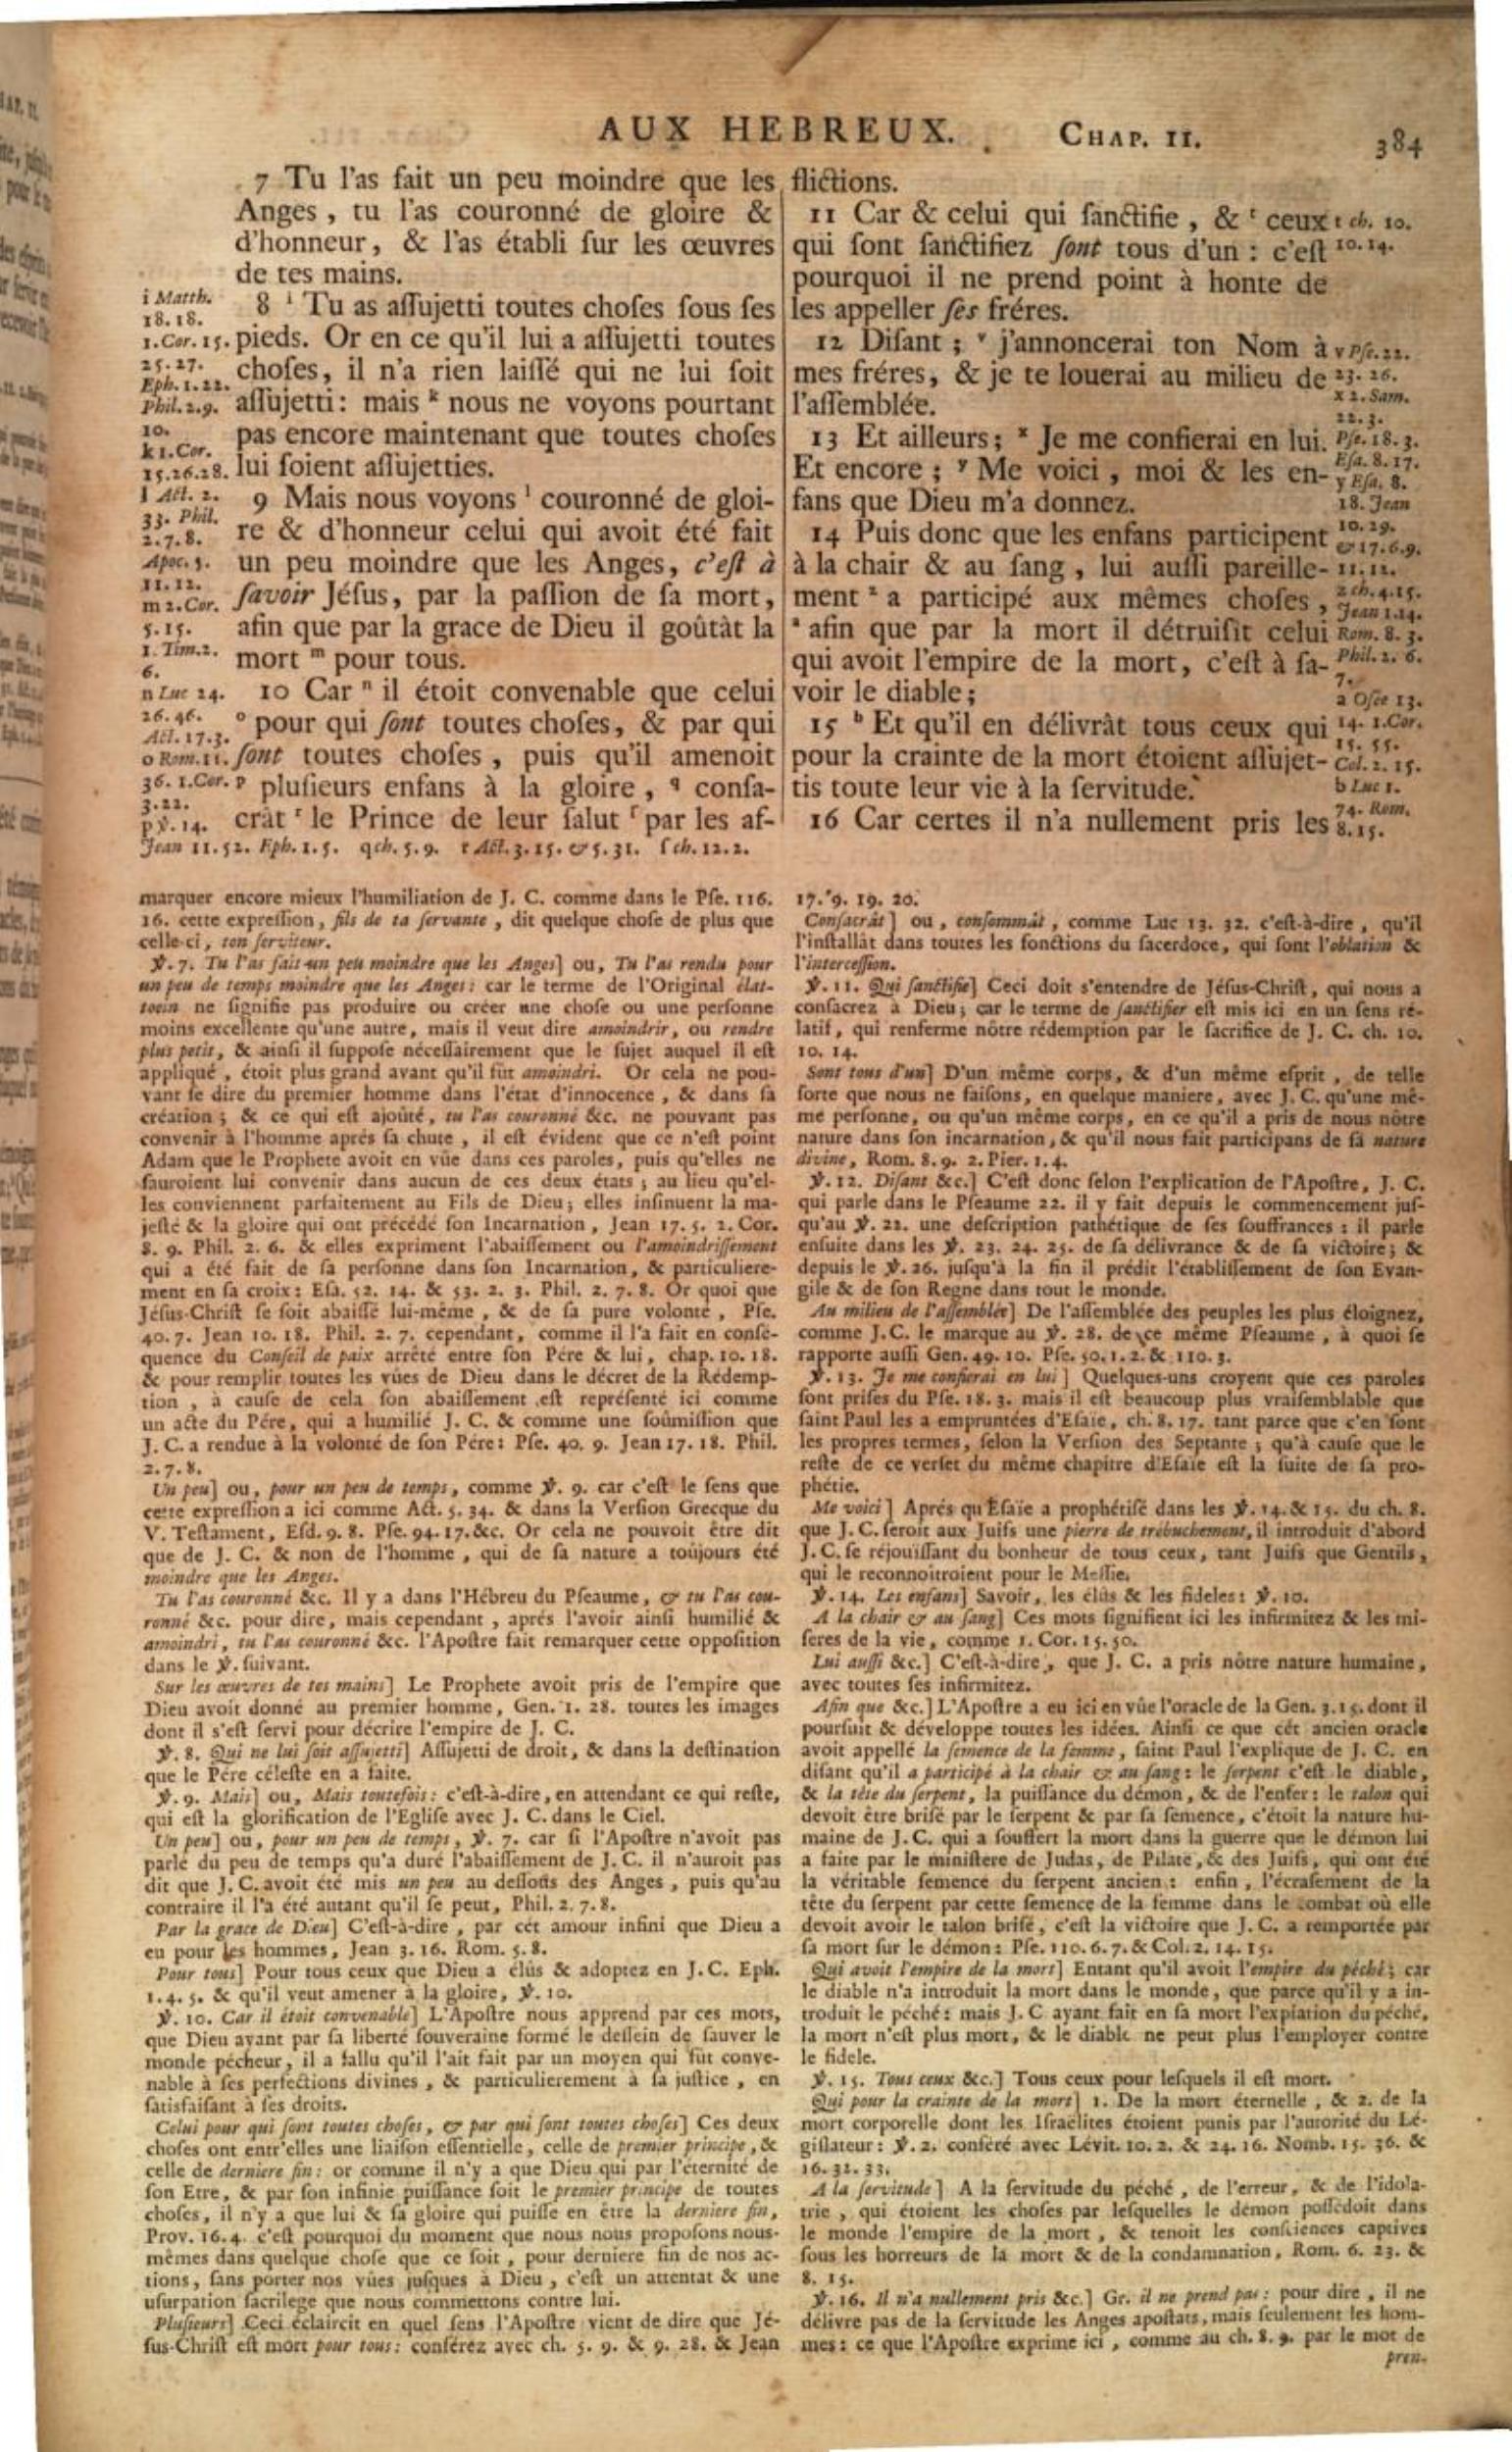 AUX HEBREUX. CHAP. II. 384
7 Tu l'as fait un peu moindre que les
Anges, tu l'as couronné de gloire &
d'honneur, & l'as établi ſur les œuvres
de tes mains.
8 i Tu as aſſujetti toutes choſes ſous ſes
pieds. Or en ce qu'il lui a aſſujetti toutes
choſes, il n'a rien laiſſé qui ne lui ſoit
aſſujetti: mais k nous ne voyons pourtant
pas encore maintenant que toutes choſes
lui ſoient aſſujetties.
9 Mais nous voyons l couronné de gloi-
re & d'honneur celui qui avoit été fait
un peu moindre que les Anges, c'eſt à
ſavoir Jéſus, par la paſſion de ſa mort,
afin que par la grace de Dieu il goûtât la
mort m pour tous.
10 Car n il étoit convenable que celui
o pour qui ſont toutes choſes, & par qui
ſont toutes choſes, puis qu'il amenoit
p pluſieurs enfans à la gloire, q conſa-
crât r le Prince de leur ſalut ſ par les af-
i Matth.
18.18.
1.Cor. 15.
25.27.
Eph. 1.22.
Phil.2.9.
10.
k 1.Cor.
15.26.28.
l Act. 2.
33. Phil.
2.7.8.
Apoc. 5.
11.12.
m 2.Cor.
5.15.
1. Tim.2.
6.
n Luc 24.
26.46.
Act. 17.3.
o Rom.11.
36. 1.Cor.
3.22.
p ℣. 14.
Jean 11.52. Eph. 1.5. q ch. 5.9. r Act. 3.15. & 5.31. ſ ch. 12.2.
flictions.
11 Car & celui qui ſanctifie, & t ceux
qui ſont ſanctifiez ſont tous d'un: c'eſt
pourquoi il ne prend point à honte de
les appeller ſes fréres.
12 Diſant; v j'annoncerai ton Nom à
mes fréres, & je te louerai au milieu de
l'aſſemblée.
13 Et ailleurs; x Je me confierai en lui.
Et encore; y Me voici, moi & les en-
fans que Dieu m'a donnez.
14 Puis donc que les enfans participent
à la chair & au ſang, lui auſſi pareille-
ment z a participé aux mêmes choſes,
a afin que par la mort il détruiſit celui
qui avoit l'empire de la mort, c'eſt à ſa-
voir le diable;
15 b Et qu'il en délivrât tous ceux qui
pour la crainte de la mort étoient aſſujet-
tis toute leur vie à la ſervitude.
16 Car certes il n'a nullement pris les
t ch. 10.
10.14.
v Pſe. 22.
23. 26.
x 2. Sam.
22.3.
Pſe. 18.3.
Eſa. 8. 17.
y Eſa. 8.
18. Jean
10.29.
& 17.6.9.
11.12.
z ch. 4.15.
Jean 1.14.
Rom. 8. 3.
Phil. 2. 6.
7.
a Oſée 13.
14. 1.Cor.
15. 55.
Col. 2. 15.
b Luc 1.
74. Rom.
8.15.
marquer encore mieux l'humiliation de J. C. comme dans le Pſe. 116.
16. cette expreſſion, fils de ta ſervante, dit quelque choſe de plus que
celle-ci, ton ſerviteur.
℣. 7. Tu l'as fait un peu moindre que les Anges] ou, Tu l'as rendu pour
un peu de temps moindre que les Anges: car le terme de l'Original élat-
toein ne ſignifie pas produire ou créer une choſe ou une perſonne
moins excellente qu'une autre, mais il veut dire amoindrir, ou rendre
plus petit, & ainſi il ſuppoſe néceſſairement que le ſujet auquel il eſt
appliqué, étoit plus grand avant qu'il fût amoindri. Or cela ne pou-
vant ſe dire du premier homme dans l'état d'innocence, & dans ſa
création; & ce qui eſt ajoûté, tu l'as couronné &c. ne pouvant pas
convenir à l'homme aprés ſa chute, il eſt évident que ce n'eſt point
Adam que le Prophete avoit en vûe dans ces paroles, puis qu'elles ne
ſauroient lui convenir dans aucun de ces deux états; au lieu qu'el-
les conviennent parfaitement au Fils de Dieu; elles inſinuent la ma-
jeſté & la gloire qui ont précédé ſon Incarnation, Jean 17. 5. 2. Cor.
8. 9. Phil. 2. 6. & elles expriment l'abaiſſement ou l'amoindriſſement
qui a été fait de ſa perſonne dans ſon Incarnation, & particuliere-
ment en ſa croix: Eſa. 52. 14. & 53. 2. 3. Phil. 2. 7. 8. Or quoi que
Jéſus-Chriſt ſe ſoit abaiſſé lui-même, & de ſa pure volonté, Pſe.
40. 7. Jean 10. 18. Phil. 2. 7. cependant, comme il l'a fait en conſé-
quence du Conſeil de paix arrêté entre ſon Pére & lui, chap. 10. 18.
& pour remplir toutes les vûes de Dieu dans le décret de la Rédemp-
tion, à cauſe de cela ſon abaiſſement eſt repréſenté ici comme
un acte du Pére, qui a humilié J. C. & comme une ſoûmiſſion que
J. C. a rendue à la volonté de ſon Pére: Pſe. 40. 9. Jean 17. 18. Phil.
2. 7. 8.
Un peu] ou, pour un peu de temps, comme ℣. 9. car c'eſt le ſens que
cette expreſſion a ici comme Act. 5. 34. & dans la Verſion Grecque du
V. Teſtament, Eſd. 9. 8. Pſe. 94. 17. &c. Or cela ne pouvoit être dit
que de J. C. & non de l'homme, qui de ſa nature a toûjours été
moindre que les Anges.
Tu l'as couronné &c. Il y a dans l'Hébreu du Pſeaume, & tu l'as cou-
ronné &c. pour dire, mais cependant, aprés l'avoir ainſi humilié &
amoindri, tu l'as couronné &c. l'Apoſtre fait remarquer cette oppoſition
dans le ℣. ſuivant.
Sur les œuvres de tes mains] Le Prophete avoit pris de l'empire que
Dieu avoit donné au premier homme, Gen. 1. 28. toutes les images
dont il s'eſt ſervi pour décrire l'empire de J. C.
℣. 8. Qui ne lui ſoit aſſujetti] Aſſujetti de droit, & dans la deſtination
que le Pére céleſte en a faite.
℣. 9. Mais] ou, Mais toutefois: c'eſt-à-dire, en attendant ce qui reſte,
qui eſt la glorification de l'Egliſe avec J. C. dans le Ciel.
Un peu] ou, pour un peu de temps, ℣. 7. car ſi l'Apoſtre n'avoit pas
parlé du peu de temps qu'a duré l'abaiſſement de J. C. il n'auroit pas
dit que J. C. avoit été mis un peu au deſſous des Anges, puis qu'au
contraire il l'a été autant qu'il ſe peut, Phil. 2. 7. 8.
Par la grace de Dieu] C'eſt-à-dire, par cét amour infini que Dieu a
eu pour les hommes, Jean 3. 16. Rom. 5. 8.
Pour tous] Pour tous ceux que Dieu a élûs & adoptez en J. C. Eph.
1. 4. 5. & qu'il veut amener à la gloire, ℣. 10.
℣. 10. Car il étoit convenable] L'Apoſtre nous apprend par ces mots,
que Dieu ayant par ſa liberté ſouveraine formé le deſſein de ſauver le
monde pécheur, il a fallu qu'il l'ait fait par un moyen qui fût conve-
nable à ſes perfections divines, & particulierement à ſa juſtice, en
ſatisfaiſant à ſes droits.
Celui pour qui ſont toutes choſes, & par qui ſont toutes choſes] Ces deux
choſes ont entr'elles une liaiſon eſſentielle, celle de premier principe, &
celle de derniere fin: or comme il n'y a que Dieu qui par l'éternité de
ſon Etre, & par ſon infinie puiſſance ſoit le premier principe de toutes
choſes, il n'y a que lui & ſa gloire qui puiſſe en être la derniere fin,
Prov. 16. 4. c'eſt pourquoi du moment que nous nous propoſons nous-
mêmes dans quelque choſe que ce ſoit, pour derniere fin de nos ac-
tions, ſans porter nos vûes juſques à Dieu, c'eſt un attentat & une
uſurpation ſacrilege que nous commettons contre lui.
Pluſieurs] Ceci éclaircit en quel ſens l'Apoſtre vient de dire que Jé-
ſus-Chriſt eſt mort pour tous: conférez avec ch. 5. 9. & 9. 28. & Jean
17. 9. 19. 20.
Conſacrât] ou, conſommât, comme Luc 13. 32. c'eſt-à-dire, qu'il
l'inſtallât dans toutes les fonctions du ſacerdoce, qui ſont l'oblation &
l'interceſſion.
℣. 11. Qui ſanctifie] Ceci doit s'entendre de Jéſus-Chriſt, qui nous a
conſacrez à Dieu; car le terme de ſanctifier eſt mis ici en un ſens ré-
latif, qui renferme nôtre rédemption par le ſacrifice de J. C. ch. 10.
10. 14.
Sont tous d'un] D'un même corps, & d'un même eſprit, de telle
ſorte que nous ne faiſons, en quelque maniere, avec J. C. qu'une mê-
me perſonne, ou qu'un même corps, en ce qu'il a pris de nous nôtre
nature dans ſon incarnation, & qu'il nous fait participans de ſa nature
divine, Rom. 8. 9. 2. Pier. 1. 4.
℣. 12. Diſant &c.] C'eſt donc ſelon l'explication de l'Apoſtre, J. C.
qui parle dans le Pſeaume 22. il y fait depuis le commencement juſ-
qu'au ℣. 22. une deſcription pathétique de ſes ſouffrances: il parle
enſuite dans les ℣. 23. 24. 25. de ſa délivrance & de ſa victoire; &
depuis le ℣. 26. juſqu'à la fin il prédit l'établiſſement de ſon Evan-
gile & de ſon Regne dans tout le monde.
Au milieu de l'aſſemblée] De l'aſſemblée des peuples les plus éloignez,
comme J. C. le marque au ℣. 28. de ce même Pſeaume, à quoi ſe
rapporte auſſi Gen. 49. 10. Pſe. 50. 1. 2. & 110. 3.
℣. 13. Je me confierai en lui] Quelques-uns croyent que ces paroles
ſont priſes du Pſe. 18. 3. mais il eſt beaucoup plus vraiſemblable que
ſaint Paul les a empruntées d'Eſaïe, ch. 8. 17. tant parce que c'en ſont
les propres termes, ſelon la Verſion des Septante; qu'à cauſe que le
reſte de ce verſet du même chapitre d'Eſaïe eſt la ſuite de ſa pro-
phétie.
Me voici] Aprés qu'Eſaïe a prophétiſé dans les ℣. 14. & 15. du ch. 8.
que J. C. ſeroit aux Juifs une pierre de trébuchement, il introduit d'abord
J. C. ſe réjouïſſant du bonheur de tous ceux, tant Juifs que Gentils,
qui le reconnoîtroient pour le Meſſie.
℣. 14. Les enfans] Savoir, les élûs & les fideles: ℣. 10.
A la chair & au ſang] Ces mots ſignifient ici les infirmitez & les mi-
ſeres de la vie, comme 1. Cor. 15. 50.
Lui auſſi &c.] C'eſt-à-dire, que J. C. a pris nôtre nature humaine,
avec toutes ſes infirmitez.
Afin que &c.] L'Apoſtre a eu ici en vûe l'oracle de la Gen. 3. 15. dont il
pourſuit & développe toutes les idées. Ainſi ce que cét ancien oracle
avoit appellé la ſemence de la femme, ſaint Paul l'explique de J. C. en
diſant qu'il a participé à la chair & au ſang: le ſerpent c'eſt le diable,
& la tête du ſerpent, la puiſſance du démon, & de l'enfer: le talon qui
devoit être briſé par le ſerpent & par ſa ſemence, c'étoit la nature hu-
maine de J. C. qui a ſouffert la mort dans la guerre que le démon lui
a faite par le miniſtere de Judas, de Pilate, & des Juifs, qui ont été
la véritable ſemence du ſerpent ancien: enfin, l'écraſement de la
tête du ſerpent par cette ſemence de la femme dans le combat où elle
devoit avoir le talon briſé, c'eſt la victoire que J. C. a remportée par
ſa mort ſur le démon: Pſe. 110. 6. 7. & Col. 2. 14. 15.
Qui avoit l'empire de la mort] Entant qu'il avoit l'empire du péché; car
le diable n'a introduit la mort dans le monde, que parce qu'il y a in-
troduit le péché: mais J. C ayant fait en ſa mort l'expiation du péché,
la mort n'eſt plus mort, & le diable ne peut plus l'employer contre
le fidele.
℣. 15. Tous ceux &c.] Tous ceux pour leſquels il eſt mort.
Qui pour la crainte de la mort] 1. De la mort éternelle, & 2. de la
mort corporelle dont les Iſraëlites étoient punis par l'autorité du Lé-
giſlateur: ℣. 2. conféré avec Lévit. 10. 2. & 24. 16. Nomb. 15. 36. &
16. 32. 33.
A la ſervitude] A la ſervitude du péché, de l'erreur, & de l'idola-
trie, qui étoient les choſes par leſquelles le démon poſſédoit dans
le monde l'empire de la mort, & tenoit les conſciences captives
ſous les horreurs de la mort & de la condamnation, Rom. 6. 23. &
8. 15.
℣. 16. Il n'a nullement pris &c.] Gr. il ne prend pas: pour dire, il ne
délivre pas de la ſervitude les Anges apoſtats, mais ſeulement les hom-
mes: ce que l'Apoſtre exprime ici, comme au ch. 8. 9. par le mot de
pren-